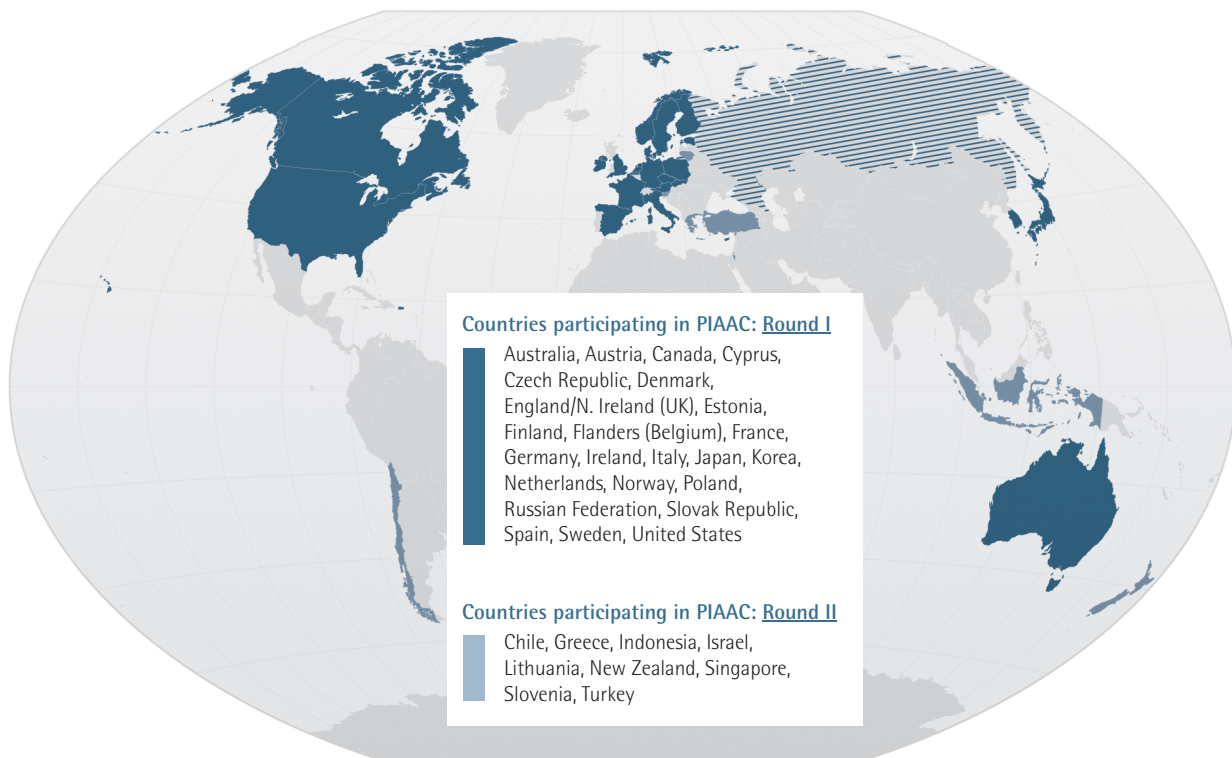 Countries participating in PIAAC: Round I
Australia, Austria, Canada, Cyprus,
Czech Republic, Denmark,
England/N. Ireland (UK), Estonia,
Finland, Flanders (Belgium), France,
Germany, Ireland, Italy, Japan, Korea,
Netherlands, Norway, Poland,
Russian Federation, Slovak Republic,
Spain, Sweden, United States
Countries participating in PIAAC: Round II
Chile, Greece, Indonesia, Israel,
Lithuania, New Zealand, Singapore,
Slovenia, Turkey